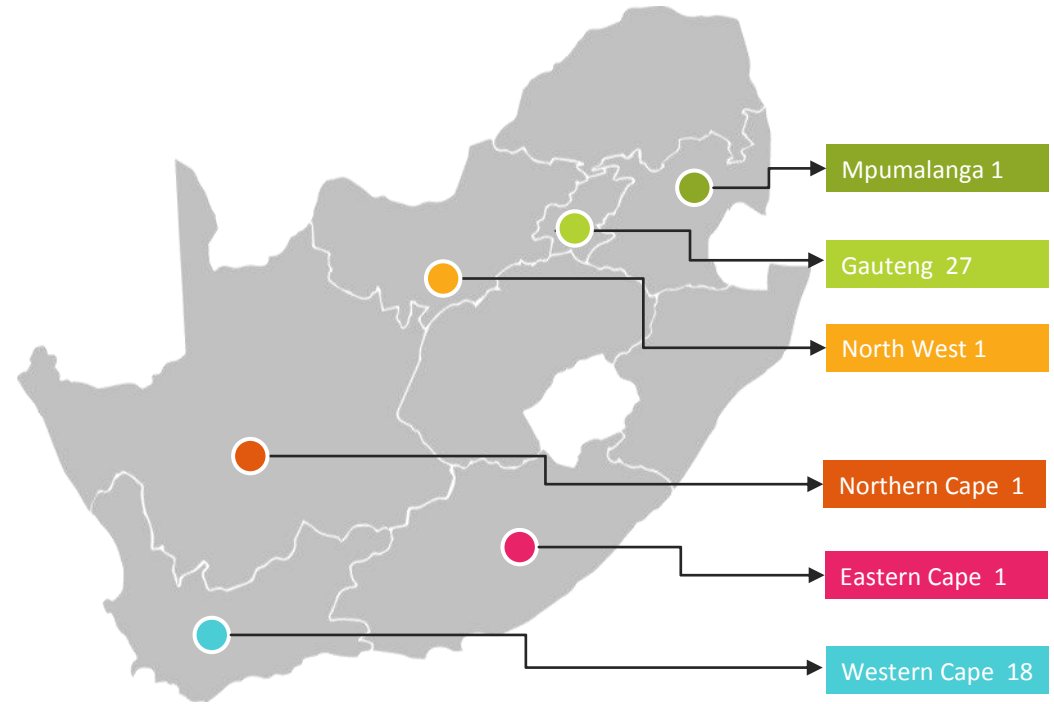 Mpumalanga 1
Gauteng 27
North West 1
Northern Cape 1
Eastern Cape 1
Western Cape 18